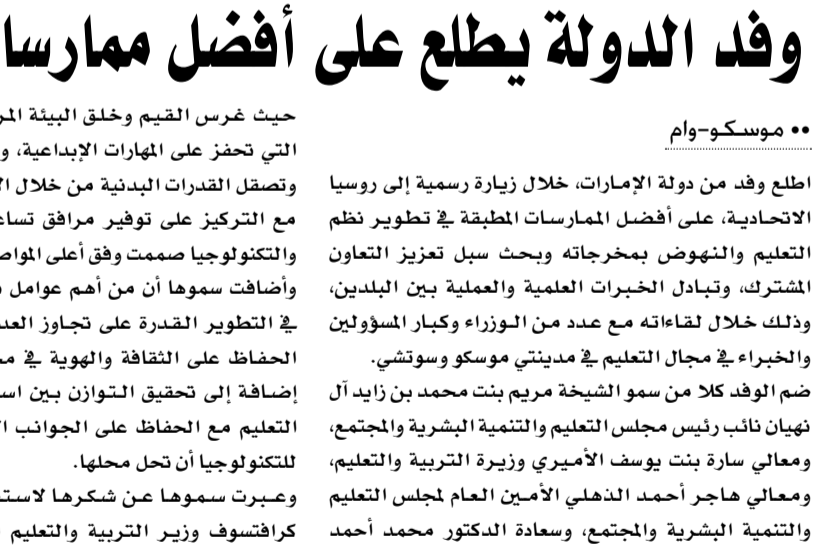 وفد الدولة يطلع على أفضل
•• موسكو-وام
اطلع وفد من دولة الإمارات، خلال زيارة رسمية إلى روسيا
الاتحادية، على أفضل الممارسات المطبقة في تطوير نظم
التعليم والنهوض بمخرجاته وبحث سبل تعزيز التعاون
المشترك، وتبادل الخبرات العلمية والعملية بين البلدين،
وذلك خلال لقاءاته مع عدد من الوزراء وكبار المسؤولين
والخبراء في مجال التعليم في مدينتي موسكو وسوتشي.
ضم الوفد كلا من سمو الشيخة مريم بنت محمد بن زايد آل
نهيان نائب رئيس مجلس التعليم والتنمية البشرية والمجتمع،
ومعالي سارة بنت يوسف الأميري وزيرة التربية والتعليم،
ومعالي هاجر أحمد الذهلي الأمين العام لمجلس التعليم
والتنمية البشرية والمجتمع، وسعادة الدكتور محمد أحمد
حيث غرس القيم وخلق البيئة
التي تحفز على المهارات الإبداعية،
وتصقل القدرات البدنية من خلال
مع التركيز على توفير مرافق
والتكنولوجيا صممت وفق أعلى
وأضافت سموها أن من أهم عوامل
في التطوير القدرة على تجاوز
الحفاظ على الثقافة والهوية في
إضافة إلى تحقيق التوازن بين
التعليم مع الحفاظ على الجوانب
للتكنولوجيا أن تحل محلها.
وعبرت سموها عن شكرها
كرافتسوف وزير التربية والتعليم